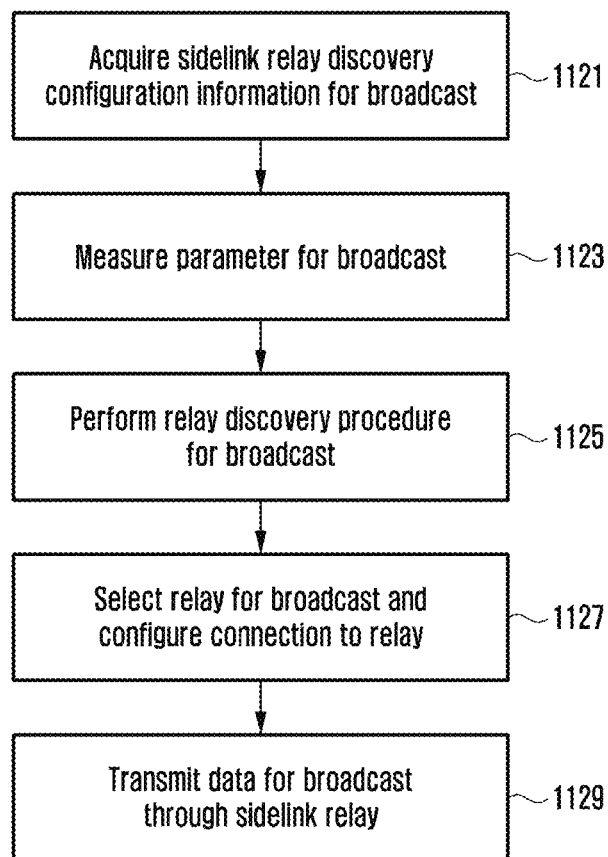 Acquire sidelink relay discovery
configuration information for broadcast
1121
Measure parameter for broadcast
1123
Perform relay discovery procedure
for broadcast
1125
Select relay for broadcast and
configure connection to relay
1127
Transmit data for broadcast
through sidelink relay
1129